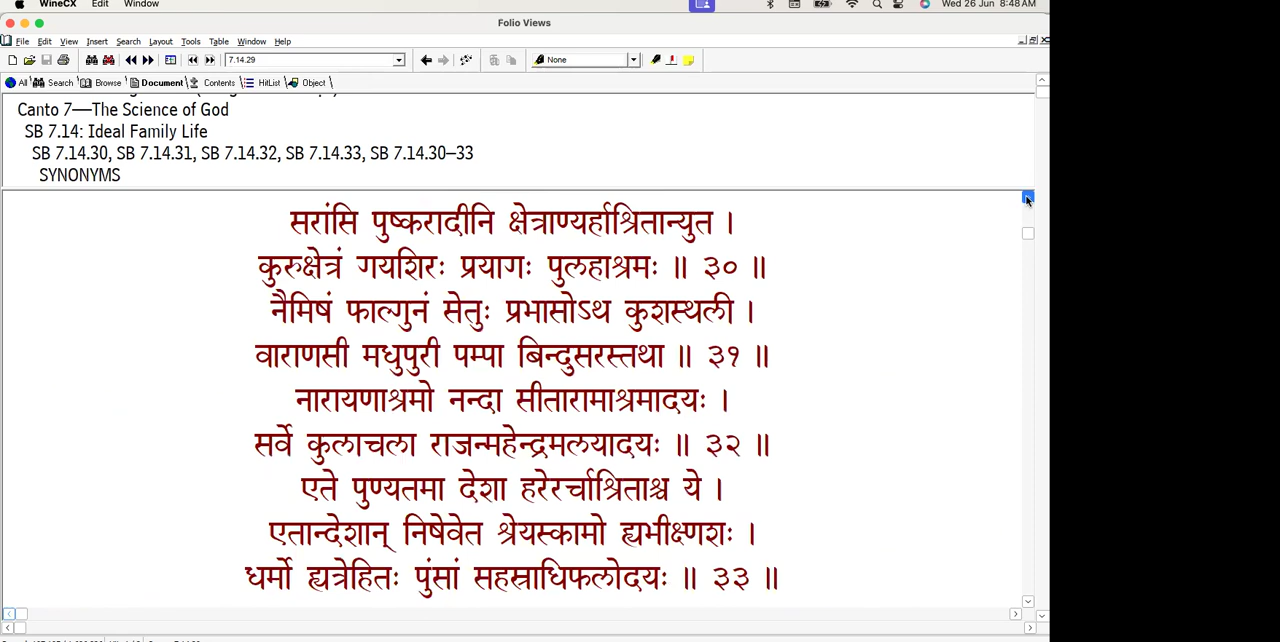 WineCX Edit Window Wed 26 Jun 8:48 AM
Folio Views
File Edit View Insert Search Layout Tools Table Window Help
7.14.29 None
All Search Browse Document Contents HitList Object
Canto 7—The Science of God
SB 7.14: Ideal Family Life
SB 7.14.30, SB 7.14.31, SB 7.14.32, SB 7.14.33, SB 7.14.30–33
SYNONYMS
सरांसि पुष्करादीनि क्षेत्राण्यर्हाश्रितान्युत ।
कुरुक्षेत्रं गयशिरः प्रयागः पुलहाश्रमः ॥ ३० ॥
नैमिषं फाल्गुनं सेतुः प्रभासोऽथ कुशस्थली ।
वाराणसी मधुपुरी पम्पा बिन्दुसरस्तथा ॥ ३१ ॥
नारायणाश्रमो नन्दा सीतारामाश्रमादयः ।
सर्वे कुलाचला राजन्महेन्द्रमलयादयः ॥ ३२ ॥
एते पुण्यतमा देशा हरेरर्चाश्रिताश्च ये ।
एतान्देशान् निषेवेत श्रेयस्कामो ह्यभीक्ष्णशः ।
धर्मो ह्यत्रेहितः पुंसां सहस्राधिफलोदयः ॥ ३३ ॥